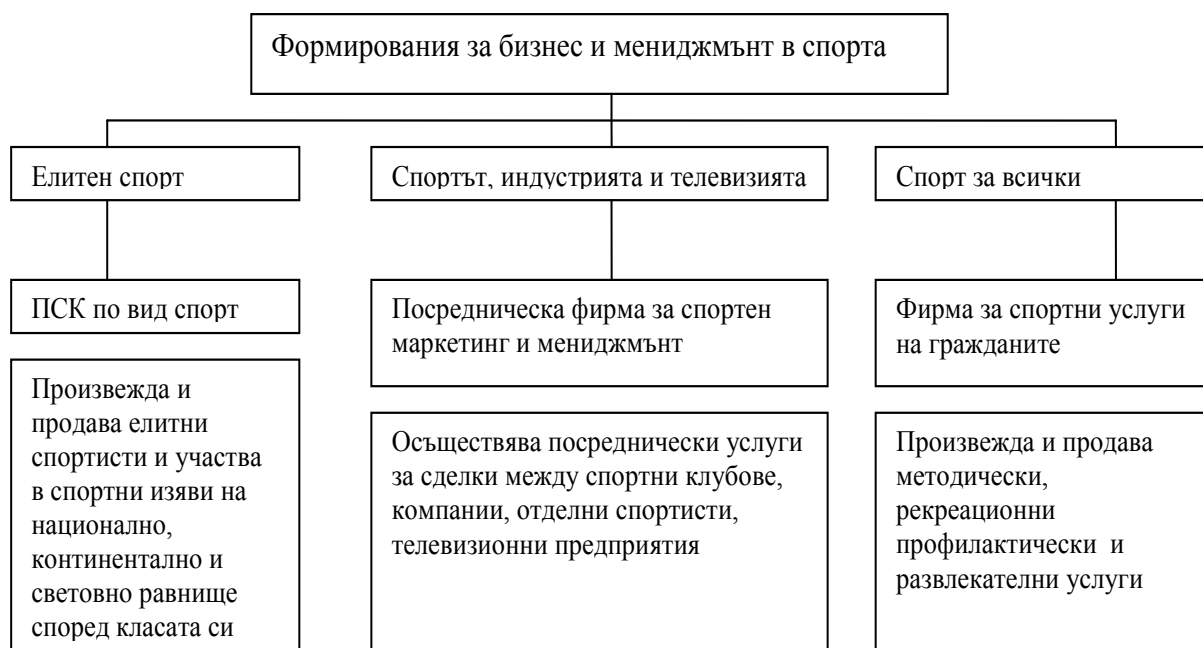 Формирования за бизнес и мениджмънт в спорта
Елитен спорт
Спортът, индустрията и телевизията
Спорт за всички
ПСК по вид спорт
Посредническа фирма за спортен
маркетинг и мениджмънт
Фирма за спортни услуги
на гражданите
Произвежда и
продава елитни
спортисти и участва
в спортни изяви на
национално,
континентално и
световно равнище
според класата си
Осъществява посреднически услуги
за сделки между спортни клубове,
компании, отделни спортисти,
телевизионни предприятия
Произвежда и продава
методически,
рекреационни
профилактически и
развлекателни услуги